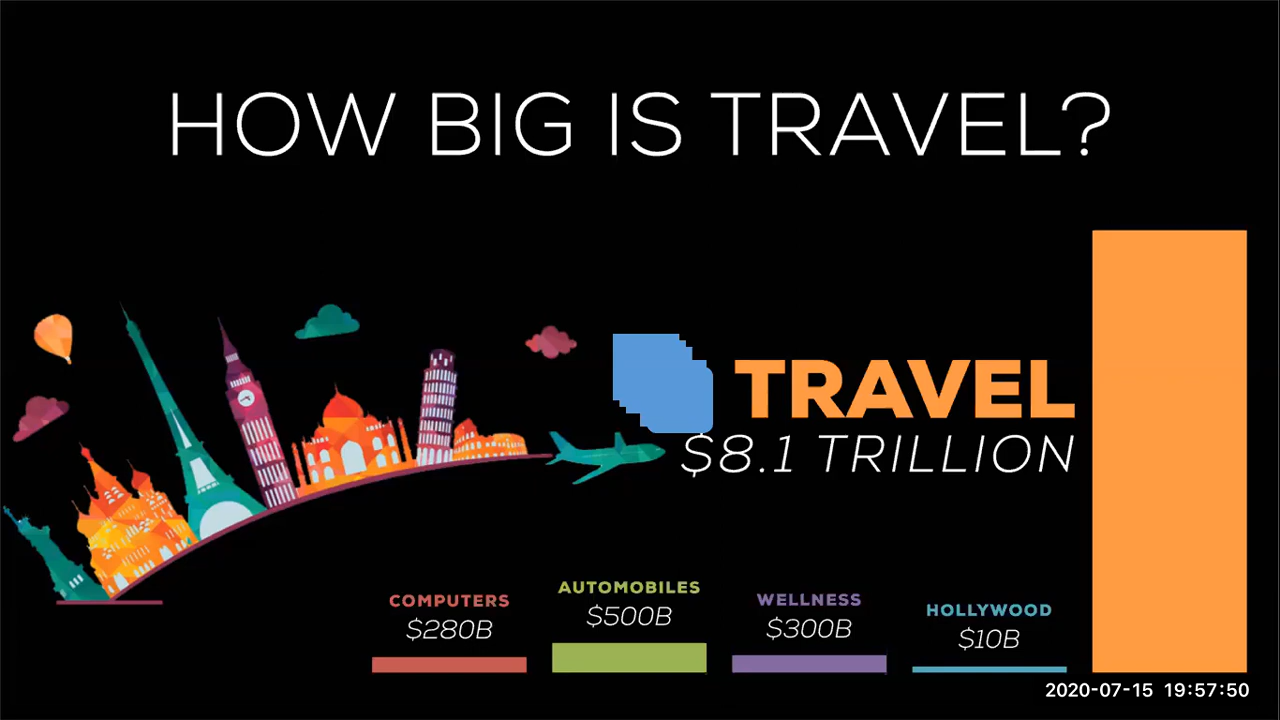 HOW BIG IS TRAVEL?
TRAVEL
$8.1 TRILLION
COMPUTERS
$280B
AUTOMOBILES
$500B
WELLNESS
$300B
HOLLYWOOD
$10B
2020-07-15 19:57:50